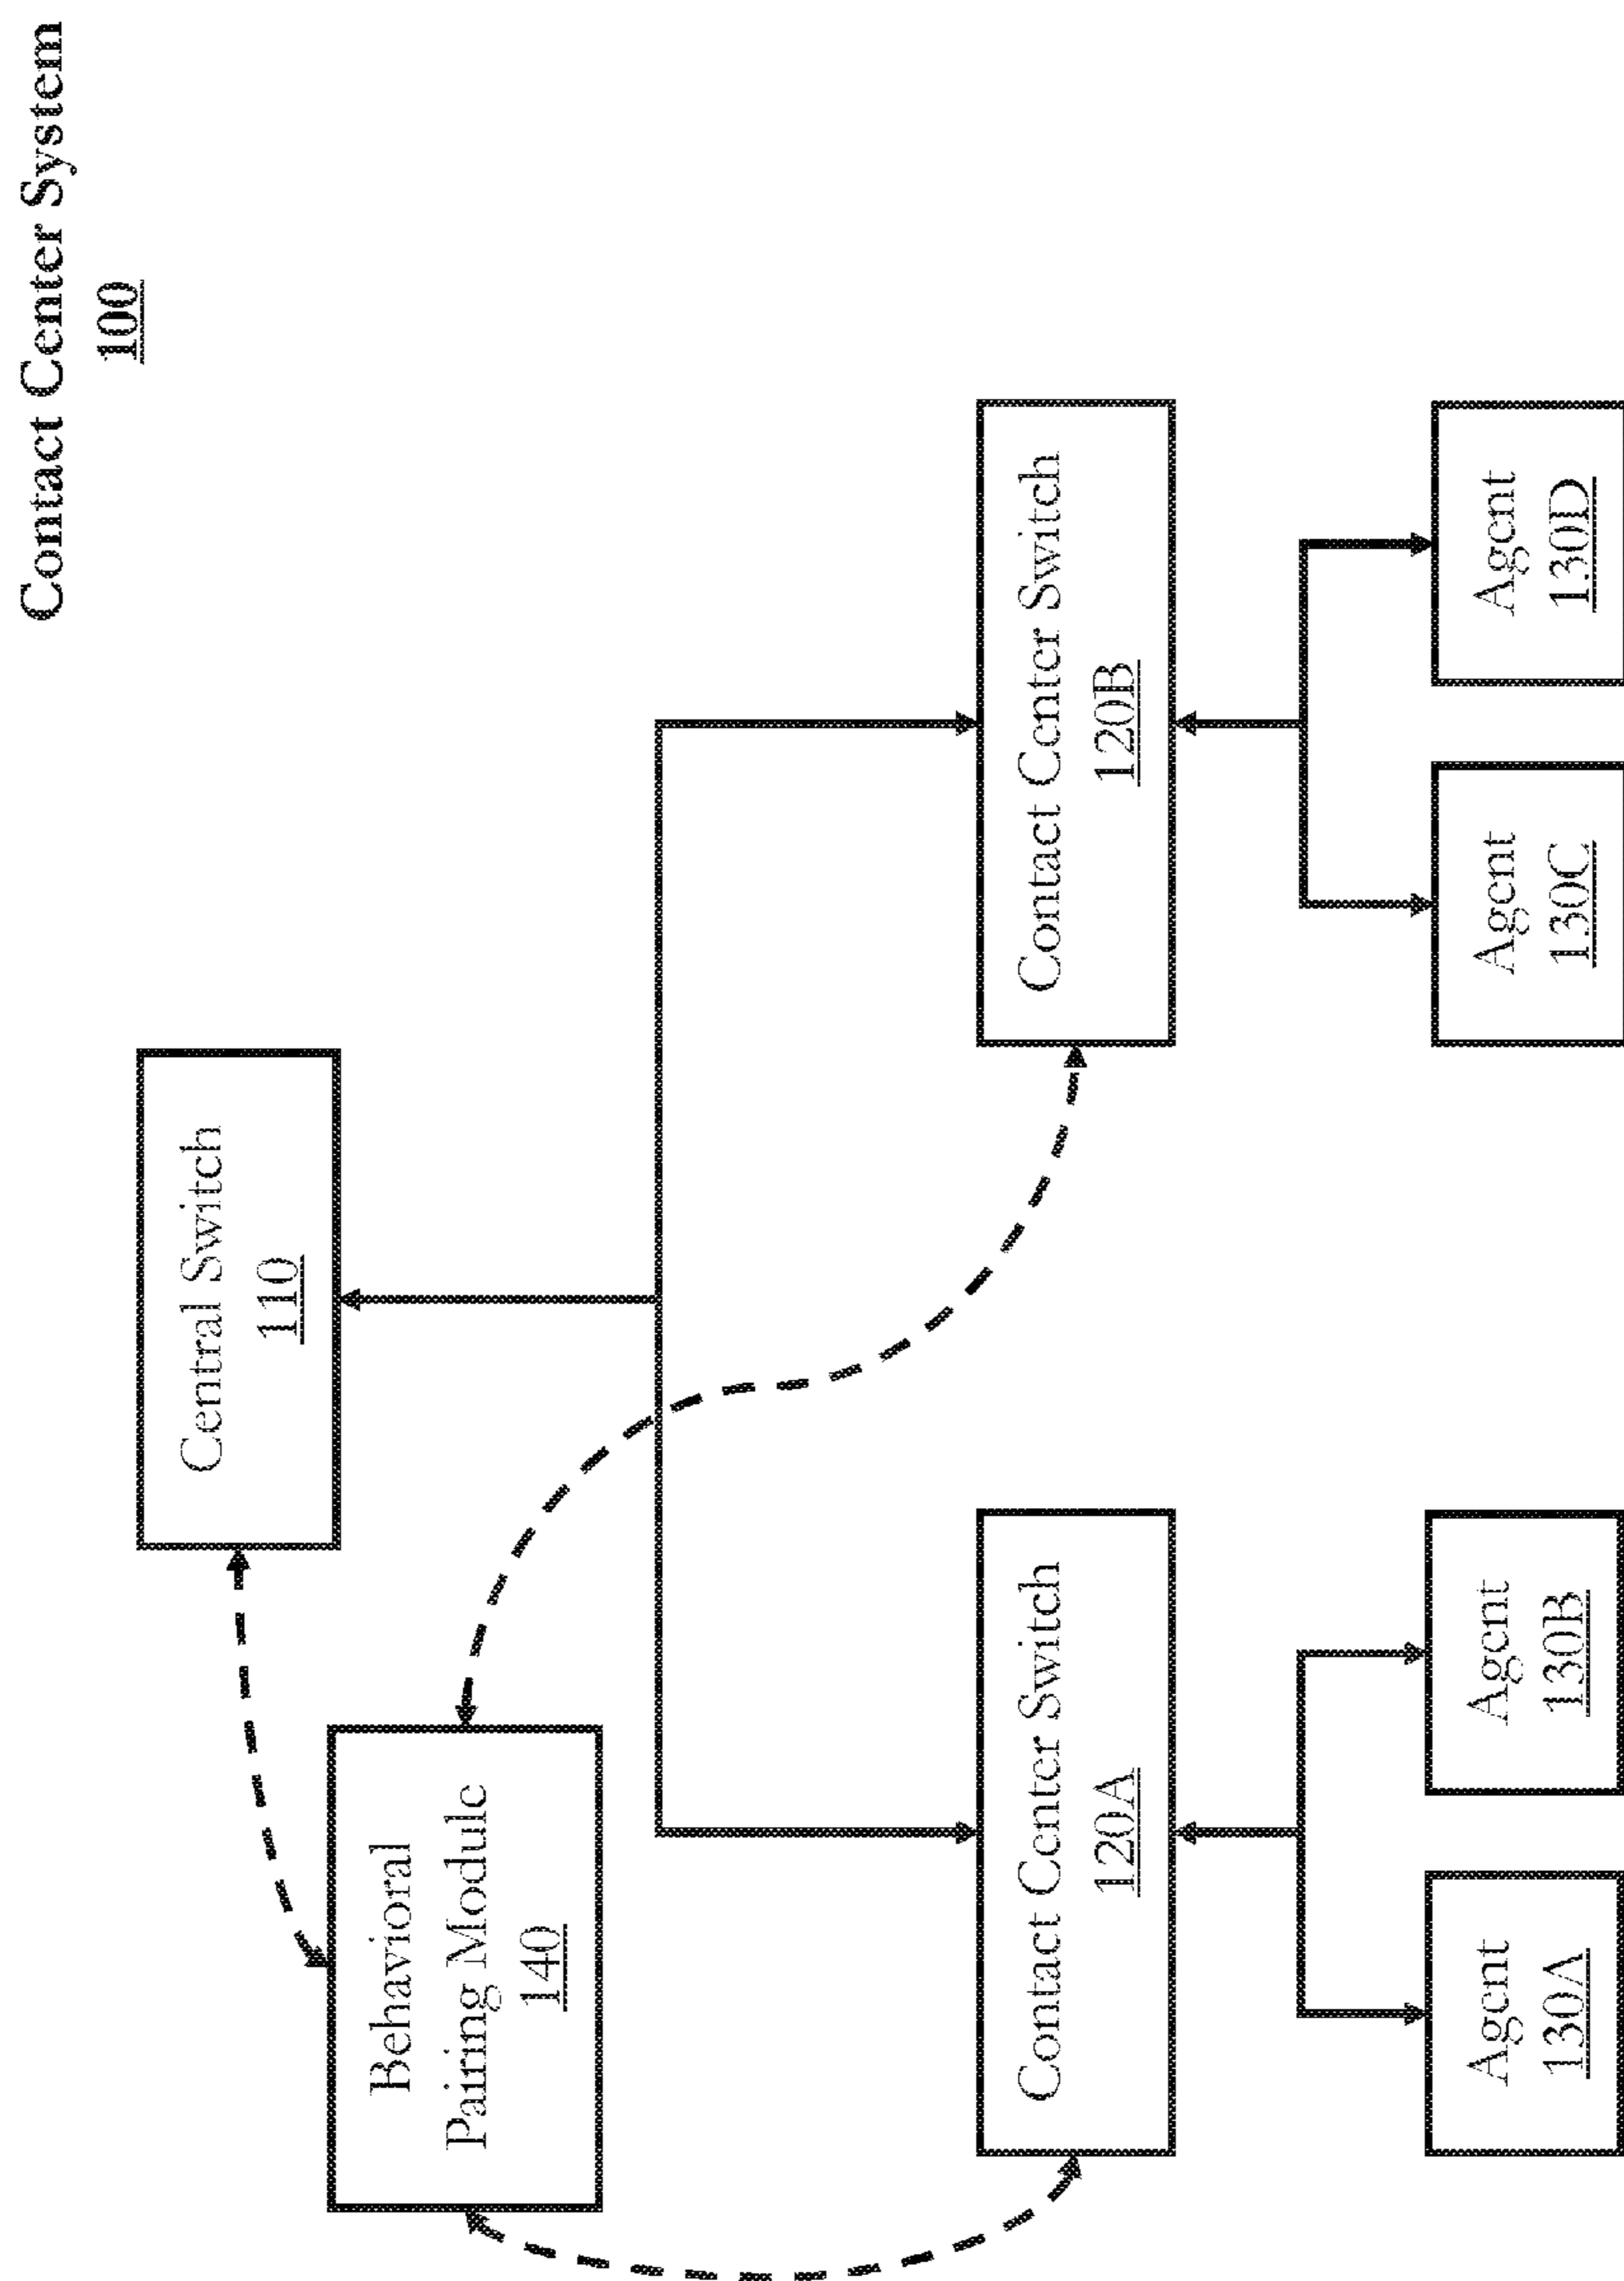 Contact Center System
100
Central Switch
110
Behavioral
Pairing Module
140
Contact Center Switch
120A
Contact Center Switch
120B
Agent
130A
Agent
130B
Agent
130C
Agent
130D